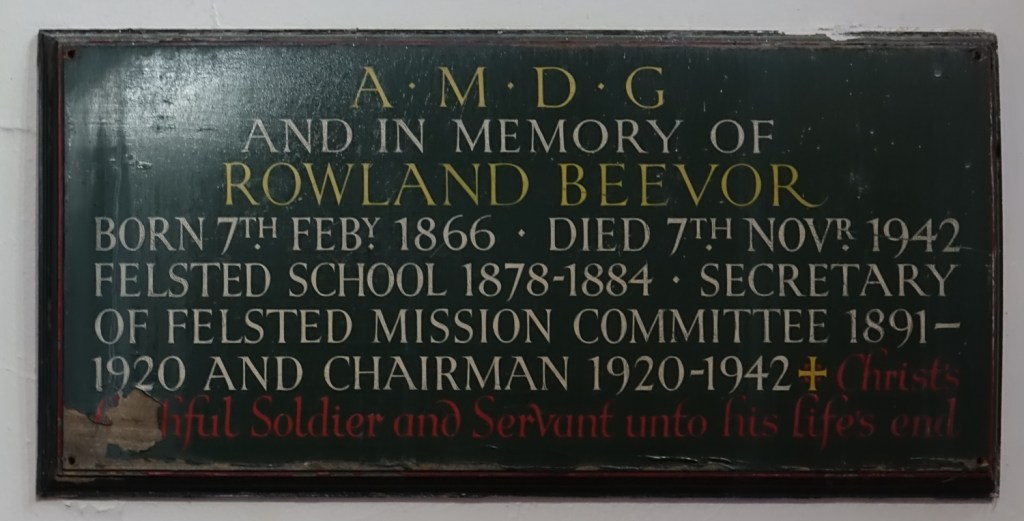 A · M · D · G
AND IN MEMORY OF
ROWLAND BEEVOR
BORN 7TH FEBY 1866 · DIED 7TH NOVR 1942
FELSTED SCHOOL 1878-1884 · SECRETARY
OF FELSTED MISSION COMMITTEE 1891-
1920 AND CHAIRMAN 1920-1942 ✠ Christ's
Soldier and Servant unto his life's end